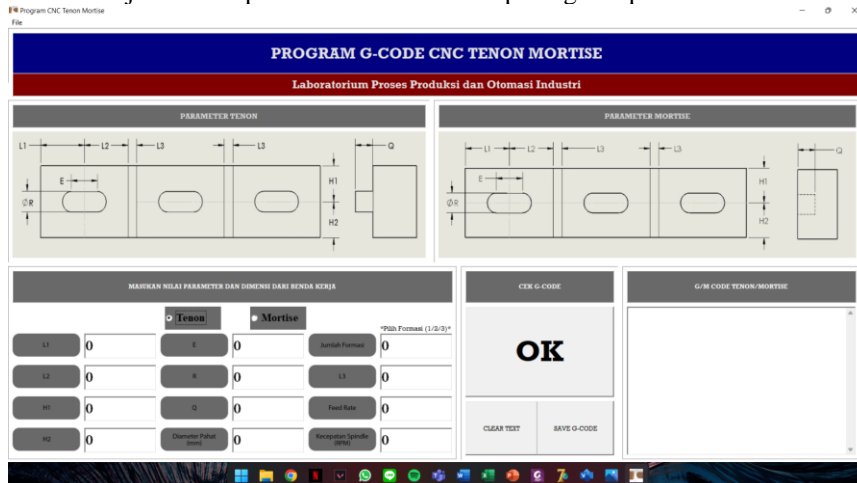 Program CNC Tenon Mortise
File
PROGRAM G-CODE CNC TENON MORTISE
Laboratorium Proses Produksi dan Otomasi Industri
PARAMETER TENON
PARAMETER MORTISE
L1 L2 L3 L3 Q
E H1
ØR
H2
L1 L2 L3 L3 Q
E H1
ØR
H2
MASUKAN NILAI PARAMETER DAN DIMENSI DARI BENDA KERJA
CEK G-CODE
G/M CODE TENON/MORTISE
Tenon Mortise
*Pilih Formasi (1/2/3)*
L1 0 E 0 Jumlah Formasi 0
L2 0 R 0 L3 0
H1 0 Q 0 Feed Rate 0
H2 0 Diameter Pahat (mm) 0 Kecepatan Spindle (RPM) 0
OK
CLEAR TEXT SAVE G-CODE